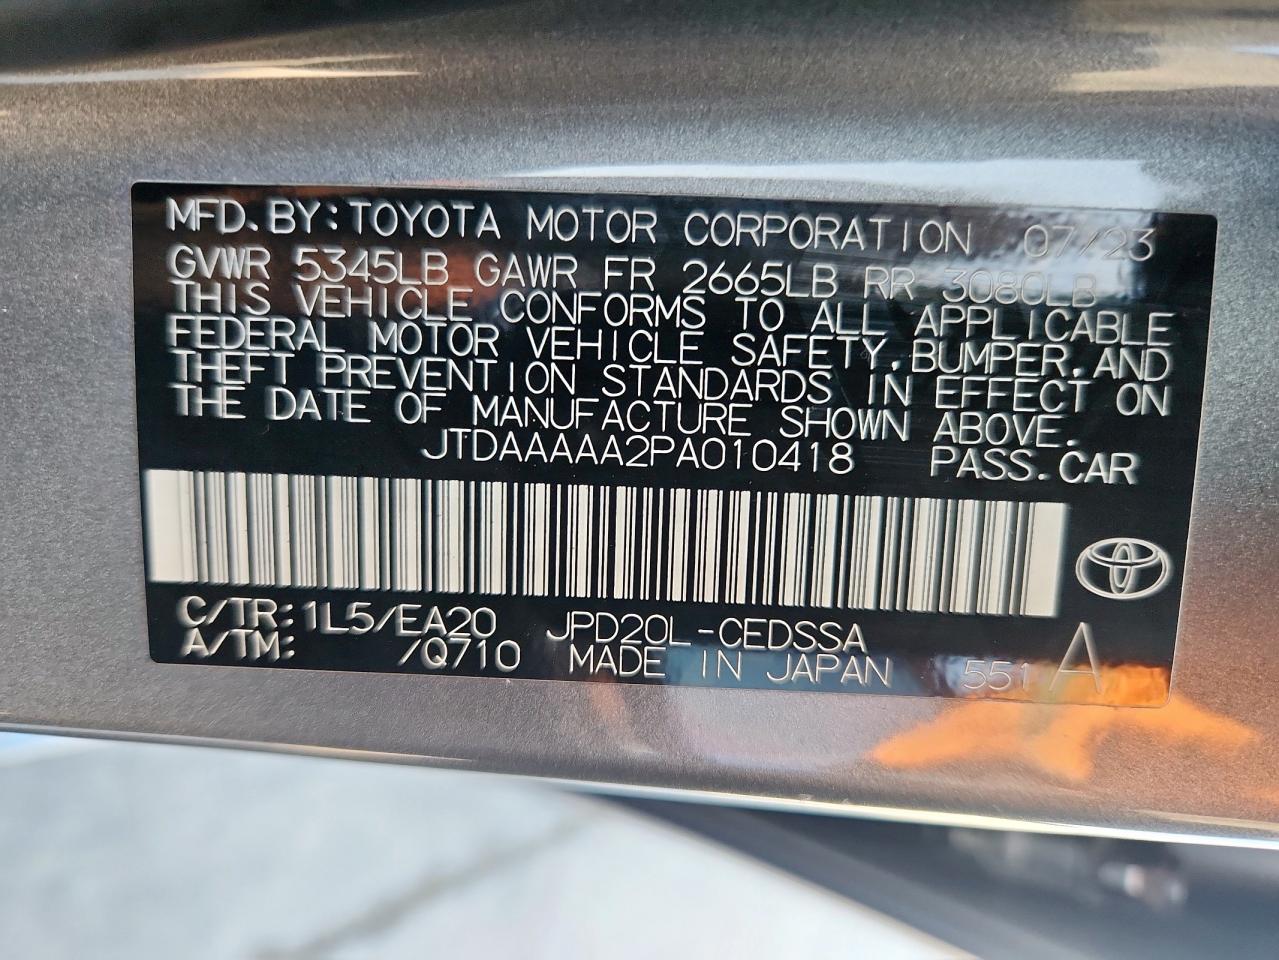 MFD.BY:TOYOTA MOTOR CORPORATION 07/23
GVWR 5345LB GAWR FR 2665LB RR 3080LB
THIS VEHICLE CONFORMS TO ALL APPLICABLE
FEDERAL MOTOR VEHICLE SAFETY,BUMPER,AND
THEFT PREVENTION STANDARDS IN EFFECT ON
THE DATE OF MANUFACTURE SHOWN ABOVE.
JTDAAAAA2PA010418 PASS.CAR
C/TR:1L5/EA20 JPD20L-CEDSSA
A/TM: /Q710 MADE IN JAPAN 551 A